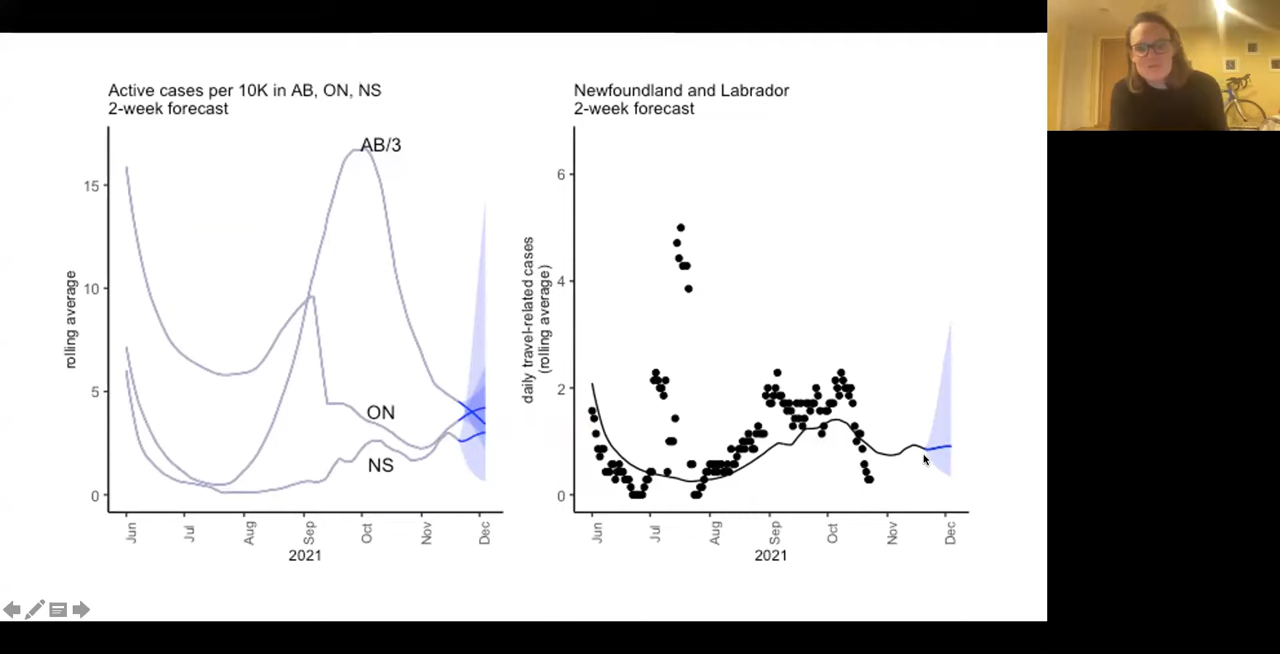 Active cases per 10K in AB, ON, NS
2-week forecast
rolling average
15
10
5
0
AB/3
ON
NS
Jun
Jul
Aug
Sep
Oct
Nov
Dec
2021
Newfoundland and Labrador
2-week forecast
daily travel-related cases
(rolling average)
6
4
2
0
Jun
Jul
Aug
Sep
Oct
Nov
Dec
2021